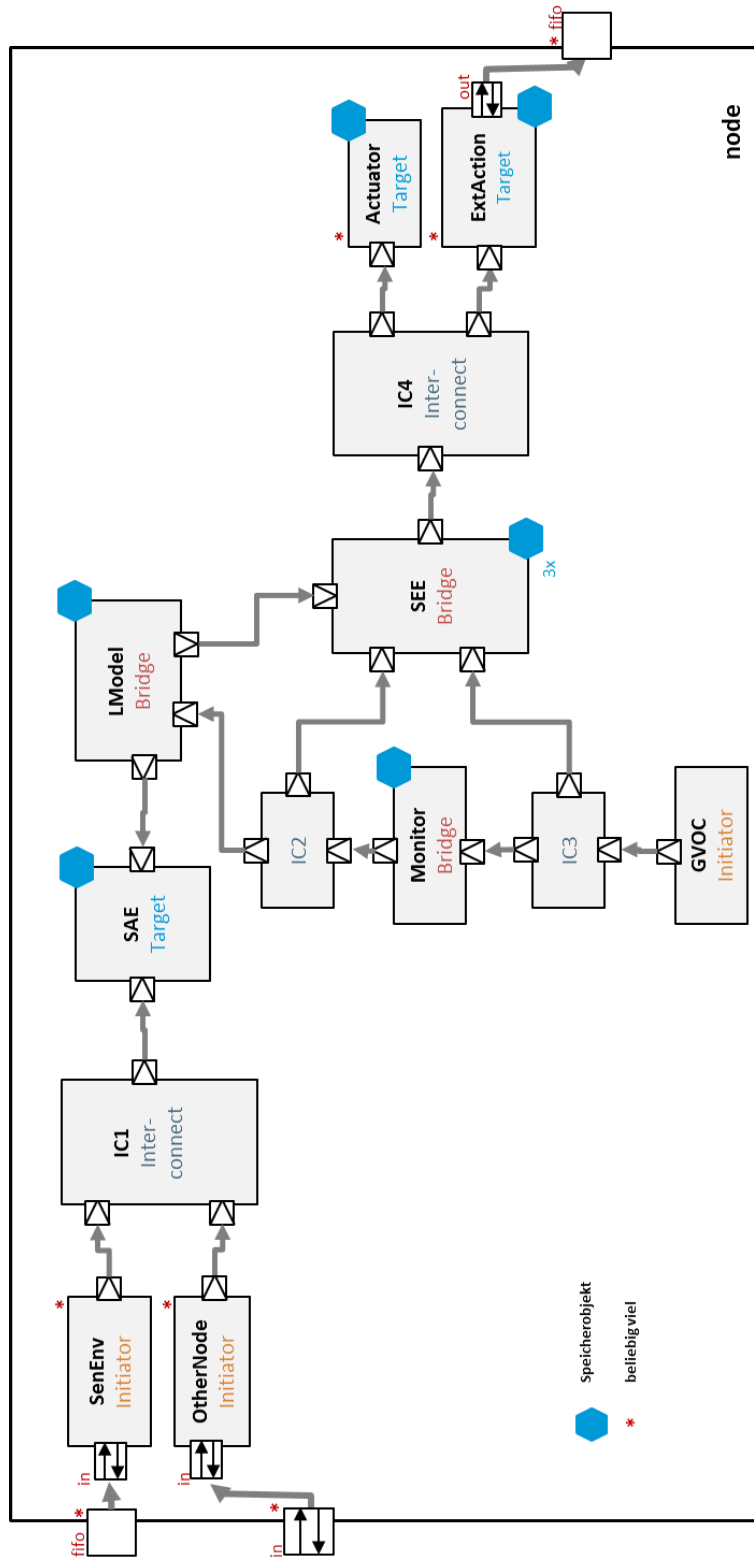 fifo
*
in
SenEnv
Initiator
*
in
*
in
OtherNode
Initiator
*
IC1
Inter-
connect
SAE
Target
LModel
Bridge
IC2
Monitor
Bridge
IC3
GVOC
Initiator
SEE
Bridge
3x
IC4
Inter-
connect
*
Actuator
Target
*
ExtAction
Target
out
* fifo
node
Speicherobjekt
* beliebig viel